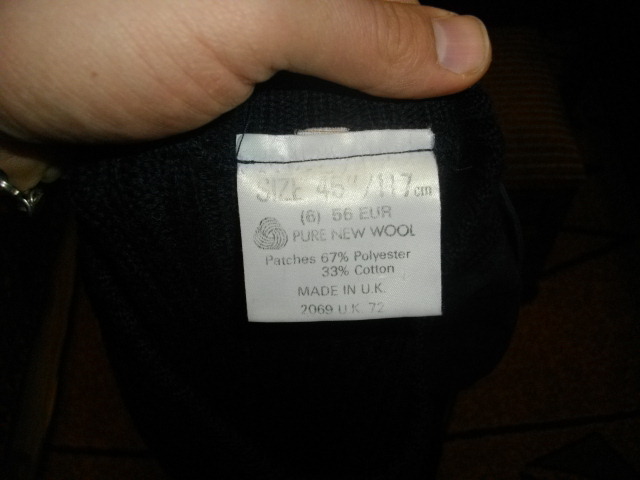 SIZE 45"/117cm
(6) 56 EUR
PURE NEW WOOL
Patches 67% Polyester
33% Cotton
MADE IN U.K.
2069 U.K. 72